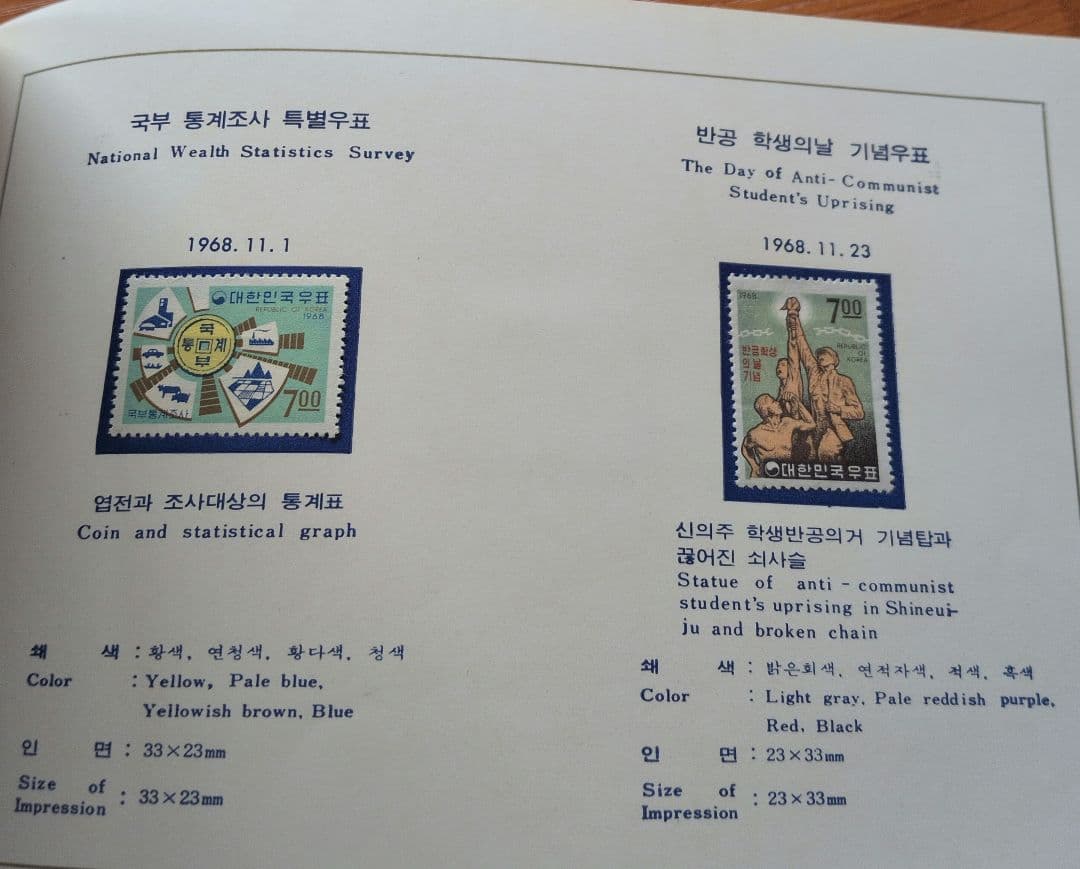 국부 통계조사 특별우표
National Wealth Statistics Survey
1968. 11. 1
대한민국우표
REPUBLIC OF KOREA
1968
국
통 계
부
국부통계조사
700
엽전과 조사대상의 통계표
Coin and statistical graph
쇄 색 : 황색, 연청색, 황다색, 청색
Color : Yellow, Pale blue,
Yellowish brown, Blue
인 면 : 33×23mm
Size of
Impression : 33×23mm
반공 학생의날 기념우표
The Day of Anti-Communist
Student's Uprising
1968. 11. 23
1968
700
REPUBLIC
OF
KOREA
반공학생
의날
기념
대한민국우표
신의주 학생반공의거 기념탑과
끊어진 쇠사슬
Statue of anti-communist
student's uprising in Shineui-
ju and broken chain
쇄 색 : 밝은회색, 연적자색, 적색, 흑색
Color : Light gray, Pale reddish purple,
Red, Black
인 면 : 23×33mm
Size of
Impression : 23×33mm